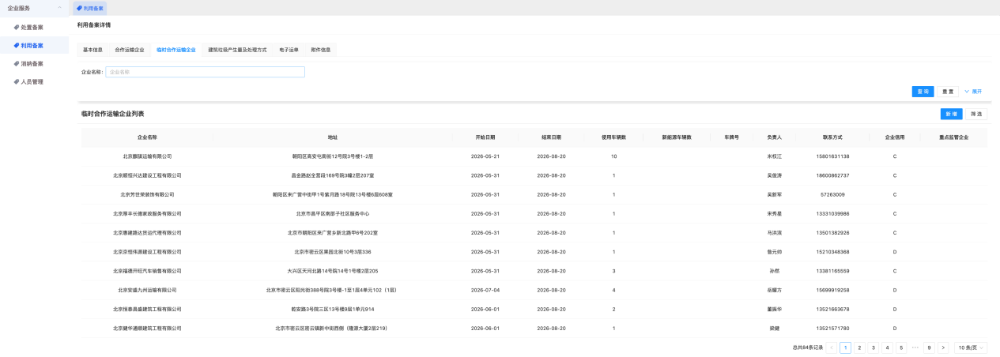 企业服务
利用备案
处置备案
利用备案
消纳备案
人员管理
利用备案详情
基本信息 合作运输企业 临时合作运输企业 建筑垃圾产生量及处理方式 电子运单 附件信息
企业名称: 企业名称
查 询 重 置 展开
临时合作运输企业列表 新 增 筛 选
企业名称 地址 开始日期 结束日期 使用车辆数 新能源车辆数 车牌号 负责人 联系方式 企业信用 重点监管企业
北京麒骐运输有限公司 朝阳区高安屯南街12号院3号楼1-2层 2026-05-21 2026-08-20 10 米权江 15801631138 C
北京顺恒兴达建设工程有限公司 昌金路赵全营段169号院3幢2层207室 2026-05-31 2026-08-20 1 吴俊涛 18600862737 C
北京芳世荣装饰有限公司 朝阳区来广营中街甲1号紫月路18号院13号楼6层608室 2026-05-31 2026-08-20 1 吴新军 57263009 C
北京厚丰长德家政服务有限公司 北京市昌平区南邵子社区服务中心 2026-05-31 2026-08-20 1 宋秀星 13331039986 C
北京惠建路达货运代理有限公司 北京市朝阳区来广营乡新北路甲6号202室 2026-05-31 2026-08-20 1 马洪滨 13501382926 C
北京京恒伟源建设工程有限公司 北京市密云区果园北街10号3层336 2026-05-31 2026-08-20 1 詹元帅 15210348368 D
北京福德开旺汽车销售有限公司 大兴区天河北路14号院14号1号楼2层205 2026-05-31 2026-08-20 3 孙然 13381165559 C
北京安盛九州运输有限公司 北京市密云区阳光街388号院3号楼-1至1层4单元102（1层） 2026-07-04 2026-08-20 4 岳耀方 15699919258 D
北京恒泰昌盛建筑工程有限公司 乾安路3号院三区13号楼9层1单元914 2026-06-01 2026-08-20 2 董振华 13521663678 D
北京健华通顺建筑工程有限公司 北京市密云区密云镇新中街西侧（隆源大厦2层219） 2026-06-01 2026-08-20 1 梁健 13521571780 D
总共84条记录 < 1 2 3 4 5 ··· 9 > 10 条/页